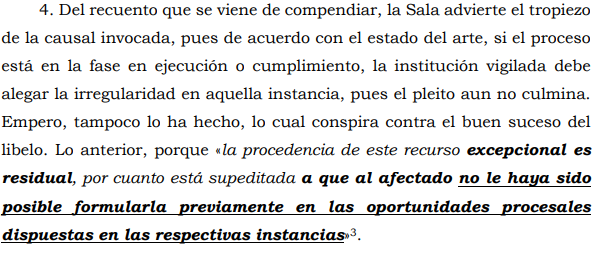 4. Del recuento que se viene de compendiar, la Sala advierte el tropiezo
de la causal invocada, pues de acuerdo con el estado del arte, si el proceso
está en la fase en ejecución o cumplimiento, la institución vigilada debe
alegar la irregularidad en aquella instancia, pues el pleito aun no culmina.
Empero, tampoco lo ha hecho, lo cual conspira contra el buen suceso del
libelo. Lo anterior, porque «la procedencia de este recurso excepcional es
residual, por cuanto está supeditada a que al afectado no le haya sido
posible formularla previamente en las oportunidades procesales
dispuestas en las respectivas instancias»³.